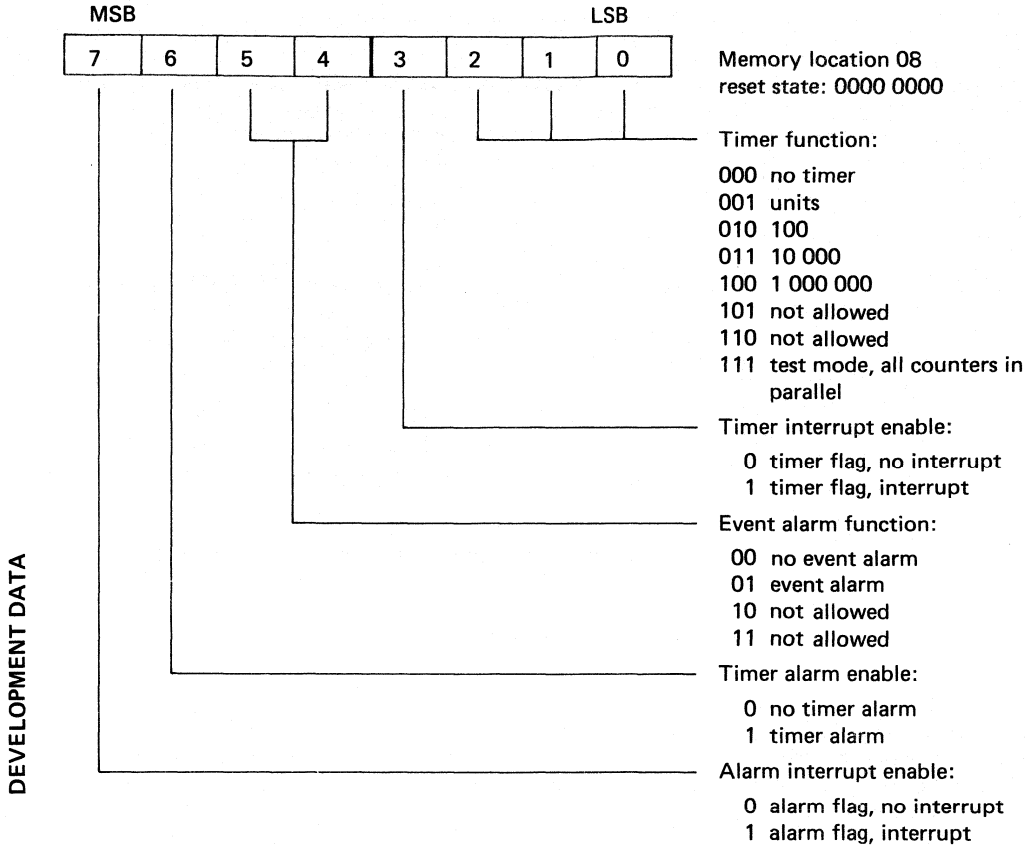 MSB LSB
7 6 5 4 3 2 1 0
Memory location 08
reset state: 0000 0000
Timer function:
000 no timer
001 units
010 100
011 10 000
100 1 000 000
101 not allowed
110 not allowed
111 test mode, all counters in
parallel
Timer interrupt enable:
0 timer flag, no interrupt
1 timer flag, interrupt
Event alarm function:
00 no event alarm
01 event alarm
10 not allowed
11 not allowed
Timer alarm enable:
0 no timer alarm
1 timer alarm
Alarm interrupt enable:
0 alarm flag, no interrupt
1 alarm flag, interrupt
DEVELOPMENT DATA